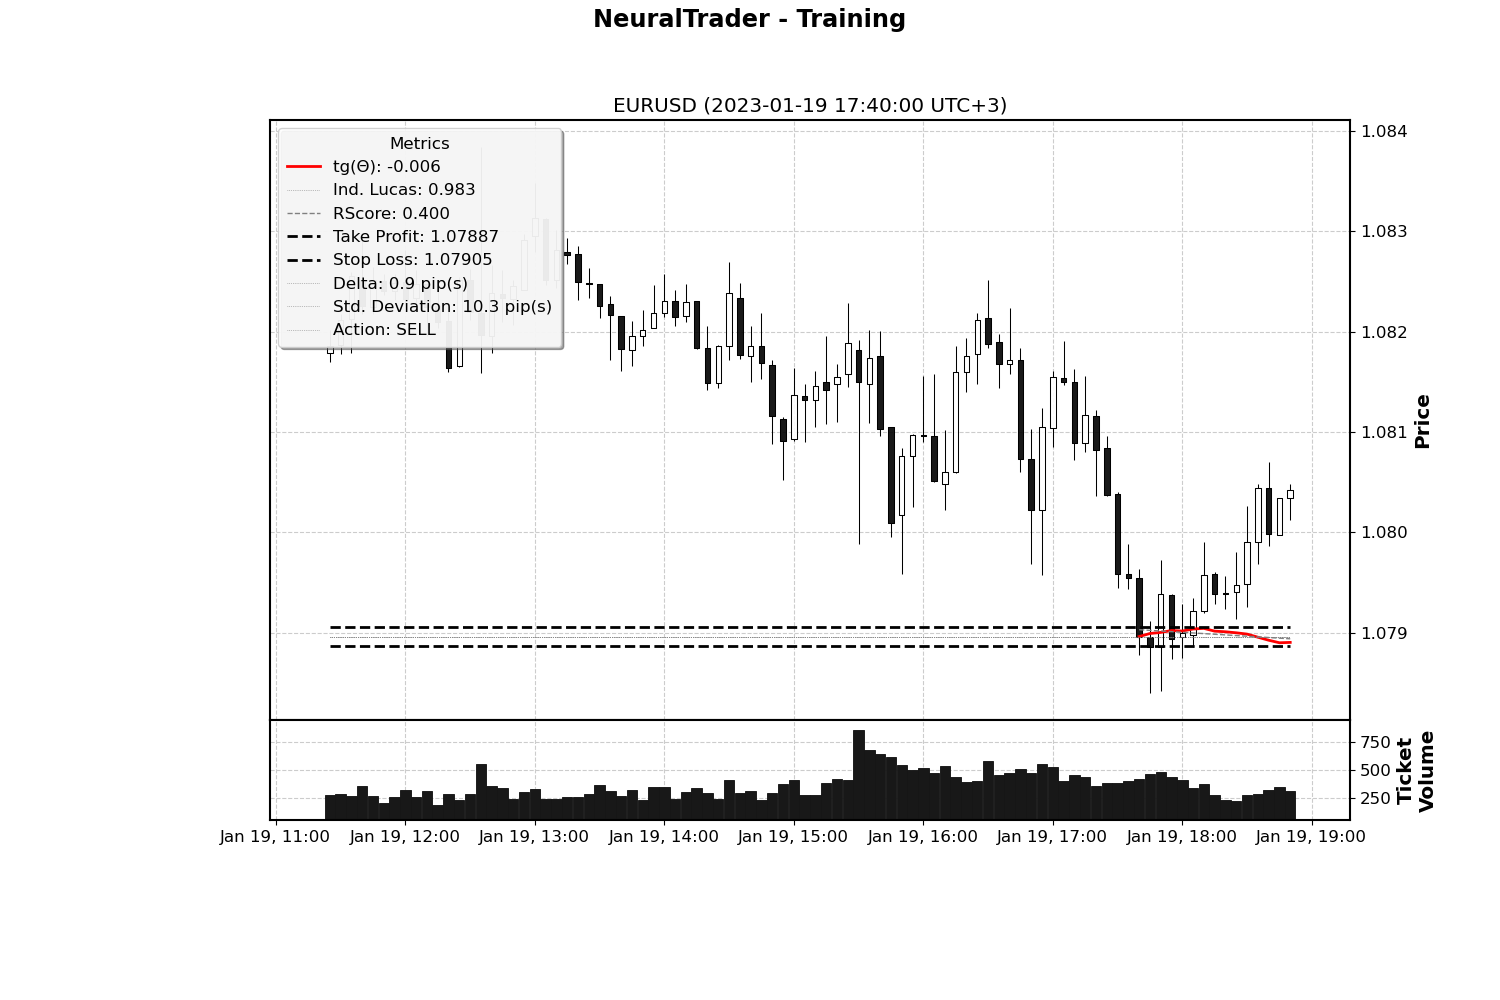 NeuralTrader - Training
EURUSD (2023-01-19 17:40:00 UTC+3)
Metrics
tg(Θ): -0.006
Ind. Lucas: 0.983
RScore: 0.400
Take Profit: 1.07887
Stop Loss: 1.07905
Delta: 0.9 pip(s)
Std. Deviation: 10.3 pip(s)
Action: SELL
1.084
1.083
1.082
1.081
1.080
1.079
Price
750
500
250
Ticket
Volume
Jan 19, 11:00 Jan 19, 12:00 Jan 19, 13:00 Jan 19, 14:00 Jan 19, 15:00 Jan 19, 16:00 Jan 19, 17:00 Jan 19, 18:00 Jan 19, 19:00